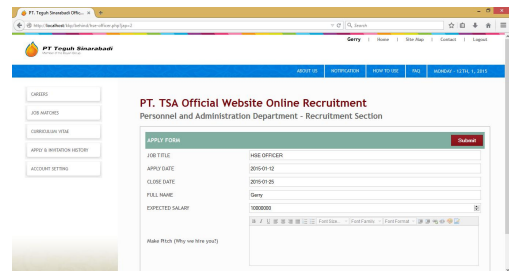 PT. Teguh Sinarabadi - Offic...
http://localhost/
Search
PT Teguh Sinarabadi
Gerry | Home | Site Map | Contact | Logout
ABOUT US NOTIFICATION HOW TO USE FAQ MONDAY - 12TH, 1, 2015
CAREERS
JOB MATCHES
CURRICULUM VITAE
APPLY & INVITATION HISTORY
ACCOUNT SETTING
PT. TSA Official Website Online Recruitment
Personnel and Administration Department - Recruitment Section
APPLY FORM Submit
JOB TITLE HSE OFFICER
APPLY DATE 2015-01-12
CLOSE DATE 2015-01-25
FULL NAME Gerry
EXPECTED SALARY 10000000
B I U Font Size... Font Family. Font Format
Make Pitch (Why we hire you?)